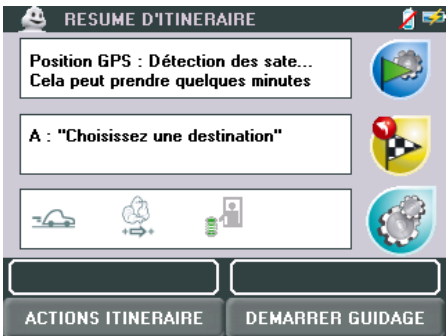 RESUME D'ITINERAIRE
Position GPS : Détection des sate...
Cela peut prendre quelques minutes
A : "Choisissez une destination"
ACTIONS ITINERAIRE
DEMARRER GUIDAGE